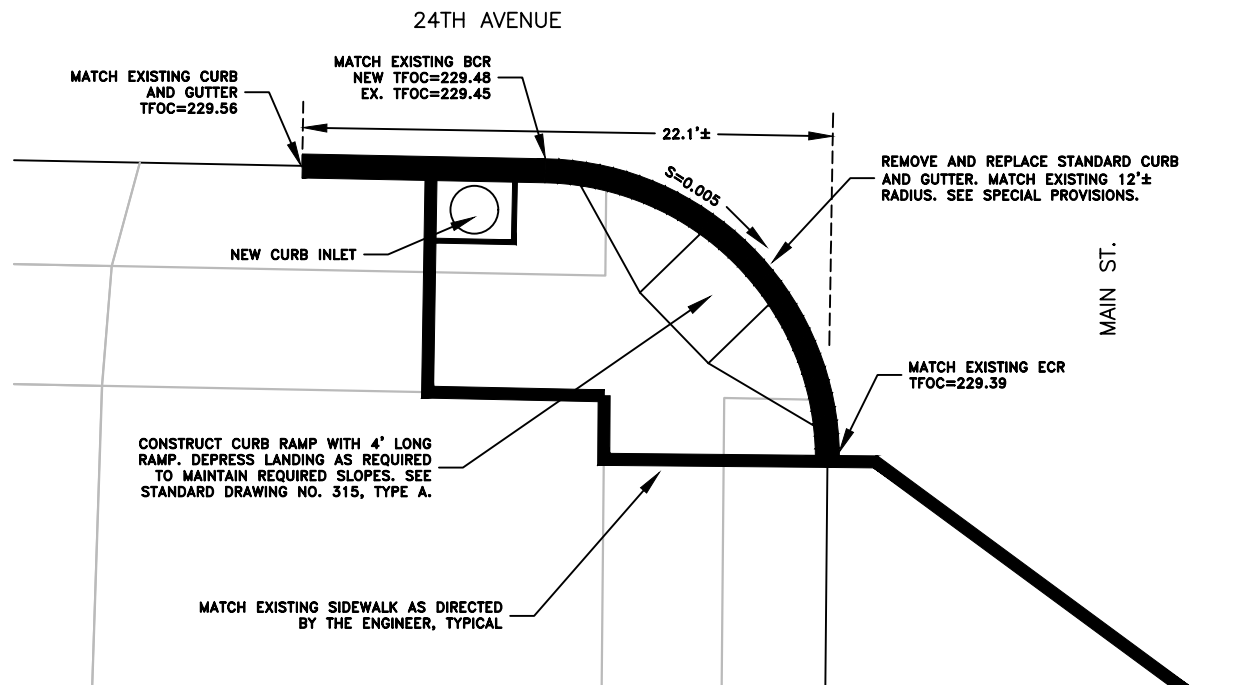 24TH AVENUE
MATCH EXISTING CURB
AND GUTTER
TFOC=229.56
MATCH EXISTING BCR
NEW TFOC=229.48
EX. TFOC=229.45
22.1'±
S=0.005
REMOVE AND REPLACE STANDARD CURB
AND GUTTER. MATCH EXISTING 12'±
RADIUS. SEE SPECIAL PROVISIONS.
NEW CURB INLET
MAIN ST.
MATCH EXISTING ECR
TFOC=229.39
CONSTRUCT CURB RAMP WITH 4' LONG
RAMP. DEPRESS LANDING AS REQUIRED
TO MAINTAIN REQUIRED SLOPES. SEE
STANDARD DRAWING NO. 315, TYPE A.
MATCH EXISTING SIDEWALK AS DIRECTED
BY THE ENGINEER, TYPICAL